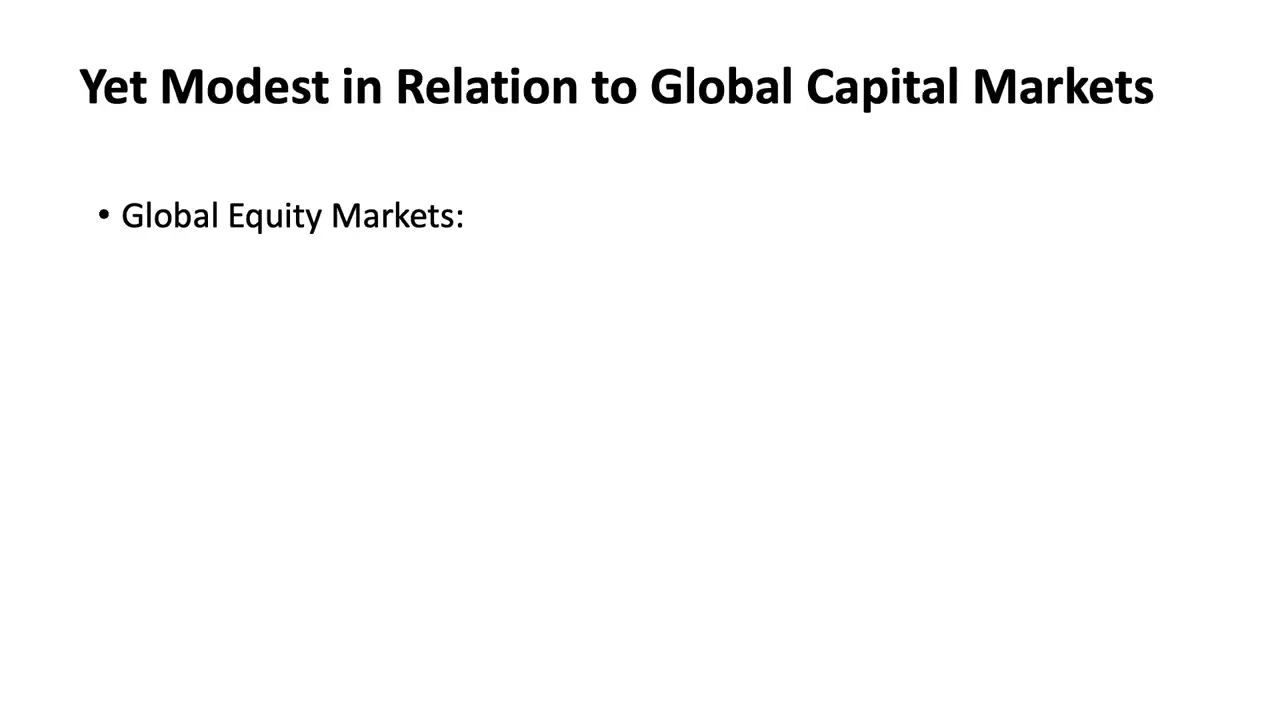 Yet Modest in Relation to Global Capital Markets
• Global Equity Markets: